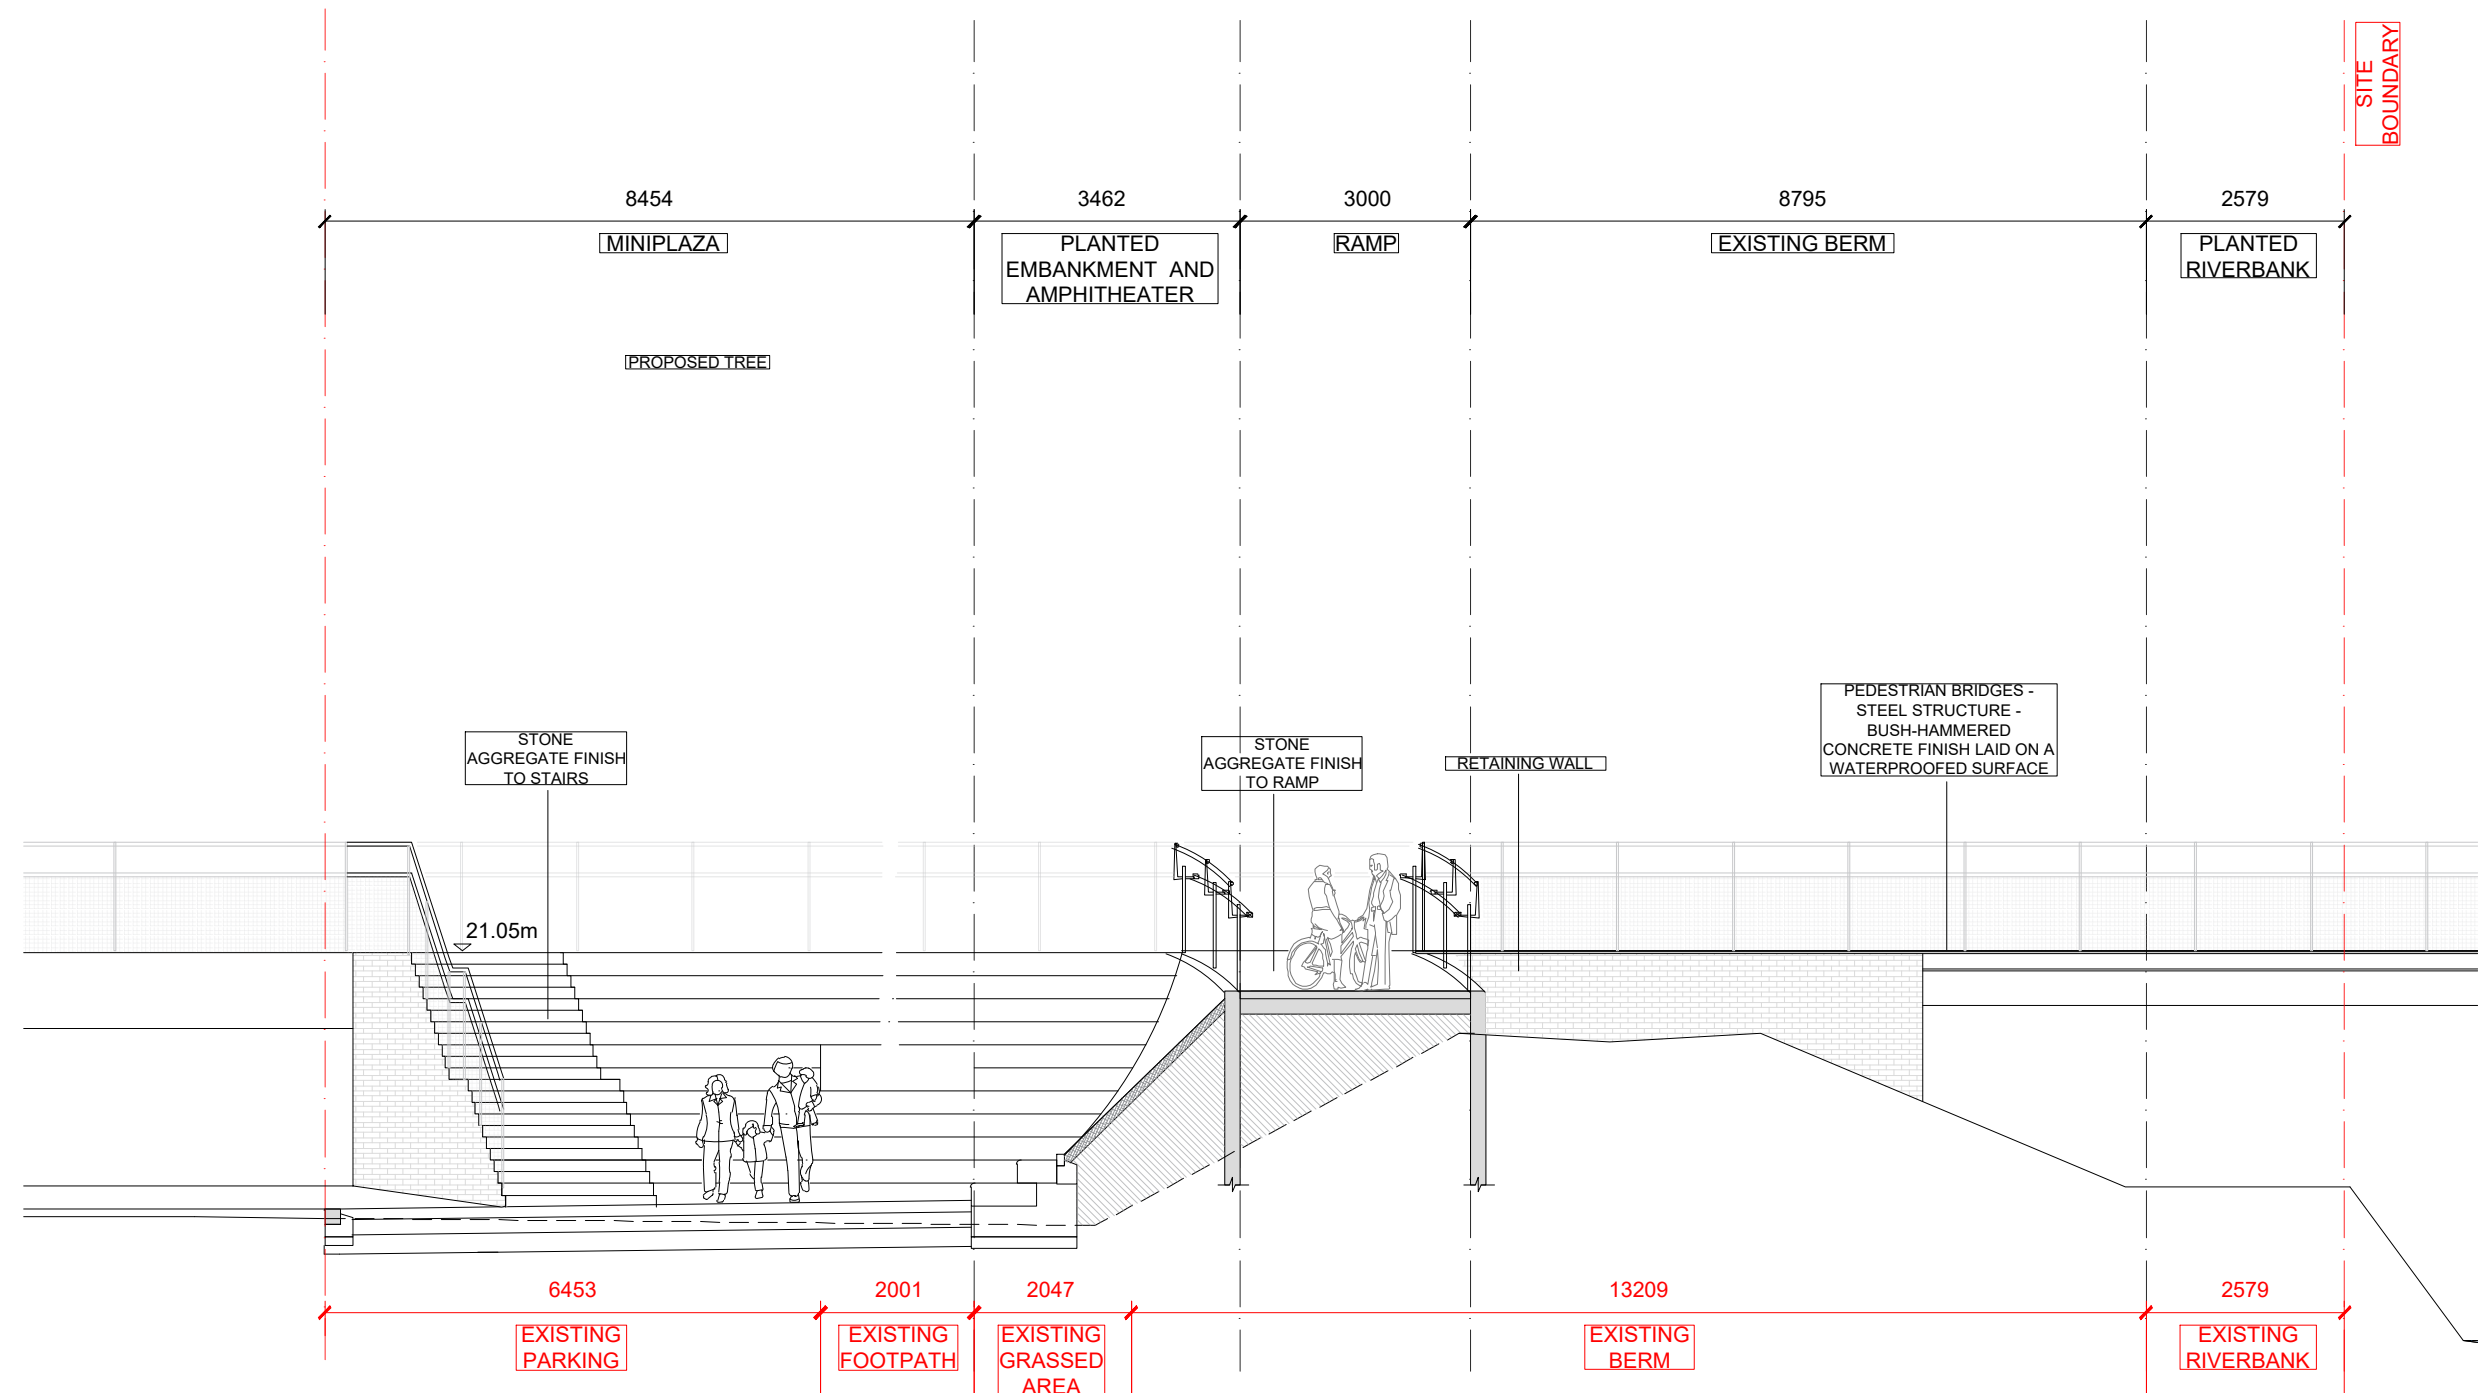 SITE
BOUNDARY
8454
3462
3000
8795
2579
MINIPLAZA
PLANTED
EMBANKMENT AND
AMPHITHEATER
RAMP
EXISTING BERM
PLANTED
RIVERBANK
PROPOSED TREE
STONE
AGGREGATE FINISH
TO STAIRS
STONE
AGGREGATE FINISH
TO RAMP
RETAINING WALL
PEDESTRIAN BRIDGES -
STEEL STRUCTURE -
BUSH-HAMMERED
CONCRETE FINISH LAID ON A
WATERPROOFED SURFACE
21.05m
6453
2001
2047
13209
2579
EXISTING
PARKING
EXISTING
FOOTPATH
EXISTING
GRASSED
AREA
EXISTING
BERM
EXISTING
RIVERBANK